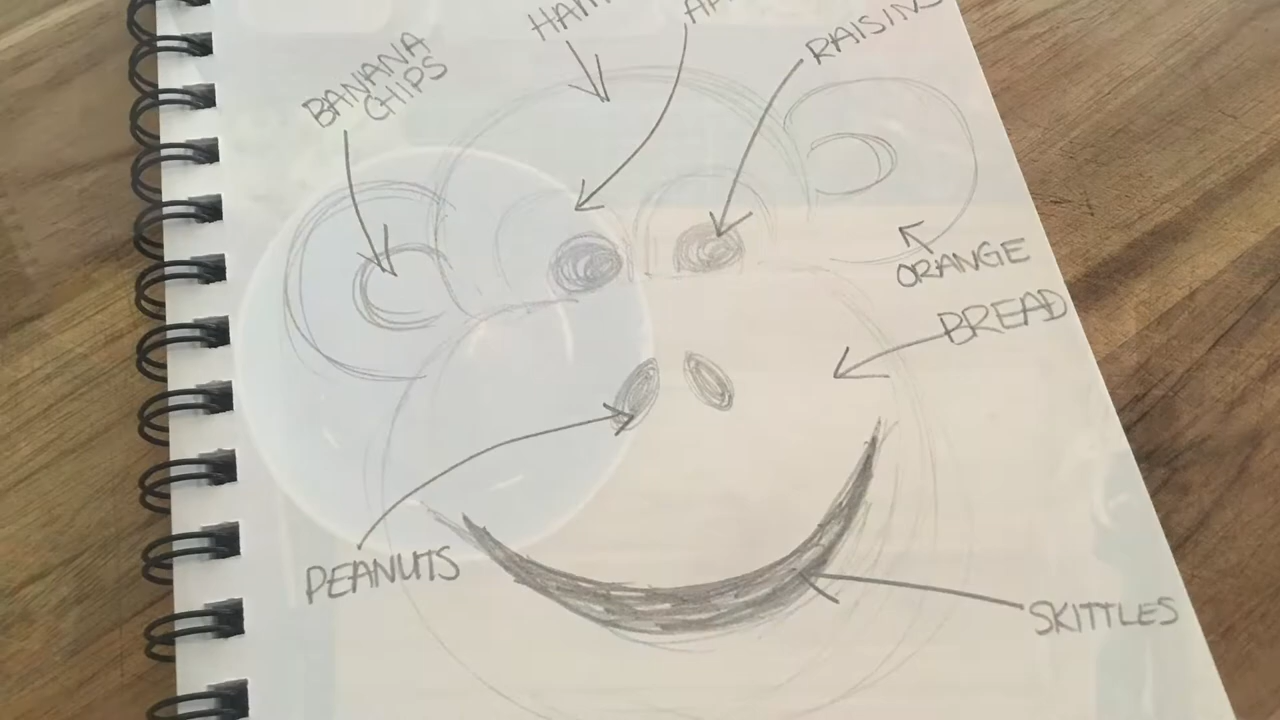 RAISINS
BANANA
CHIPS
ORANGE
BREAD
PEANUTS
SKITTLES